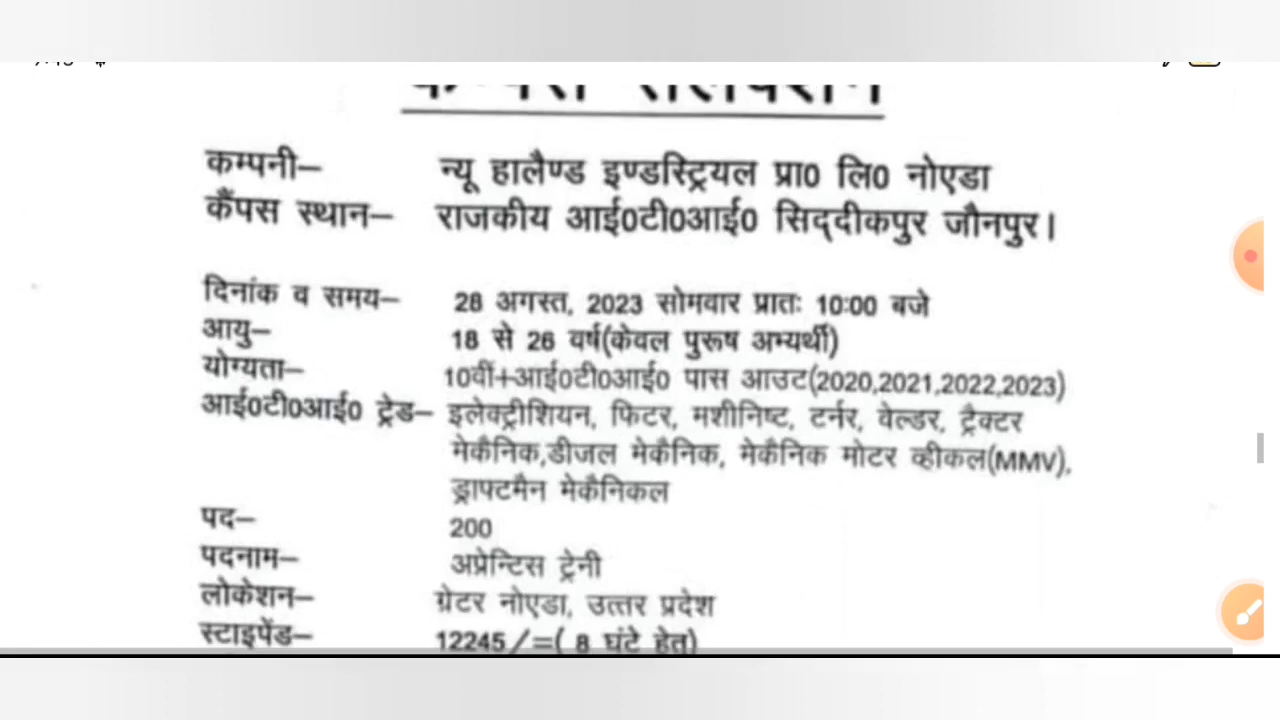 कैम्पस सेलेक्शन
कम्पनी– न्यू हालैण्ड इण्डस्ट्रियल प्रा0 लि0 नोएडा
कैंपस स्थान– राजकीय आई0टी0आई0 सिद्दीकपुर जौनपुर।
दिनांक व समय– 28 अगस्त, 2023 सोमवार प्रातः 10:00 बजे
आयु– 18 से 26 वर्ष(केवल पुरूष अभ्यर्थी)
योग्यता– 10वीं+आई0टी0आई0 पास आउट(2020,2021,2022,2023)
आई0टी0आई0 ट्रेड– इलेक्ट्रीशियन, फिटर, मशीनिष्ट, टर्नर, वेल्डर, ट्रैक्टर
मेकैनिक,डीजल मेकैनिक, मेकैनिक मोटर व्हीकल(MMV),
ड्राफ्टमैन मेकैनिकल
पद– 200
पदनाम– अप्रेन्टिस ट्रेनी
लोकेशन– ग्रेटर नोएडा, उत्तर प्रदेश
स्टाइपेंड– 12245/=( 8 घंटे हेतु)